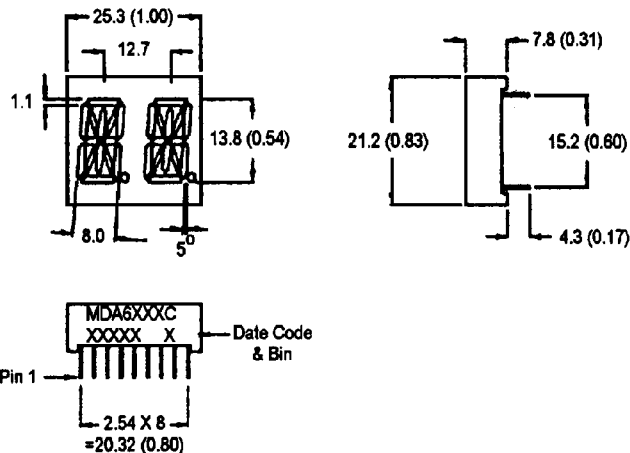 25.3 (1.00)
12.7
1.1
13.8 (0.54)
8.0
5°
7.8 (0.31)
21.2 (0.83)
15.2 (0.60)
4.3 (0.17)
MDA6XXXC
XXXXX X
Date Code
& Bin
Pin 1
2.54 X 8
=20.32 (0.80)